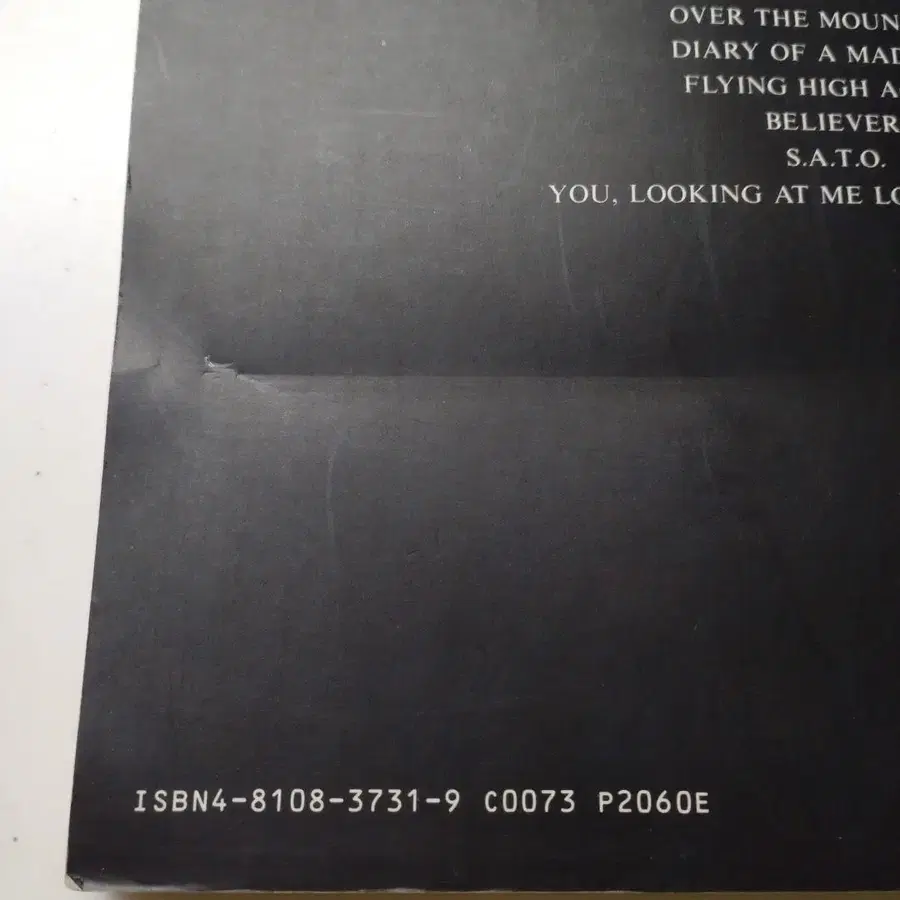 OVER THE MOUN
DIARY OF A MAD
FLYING HIGH A
BELIEVER
S.A.T.O.
YOU, LOOKING AT ME LO
ISBN4-8108-3731-9 C0073 P2060E